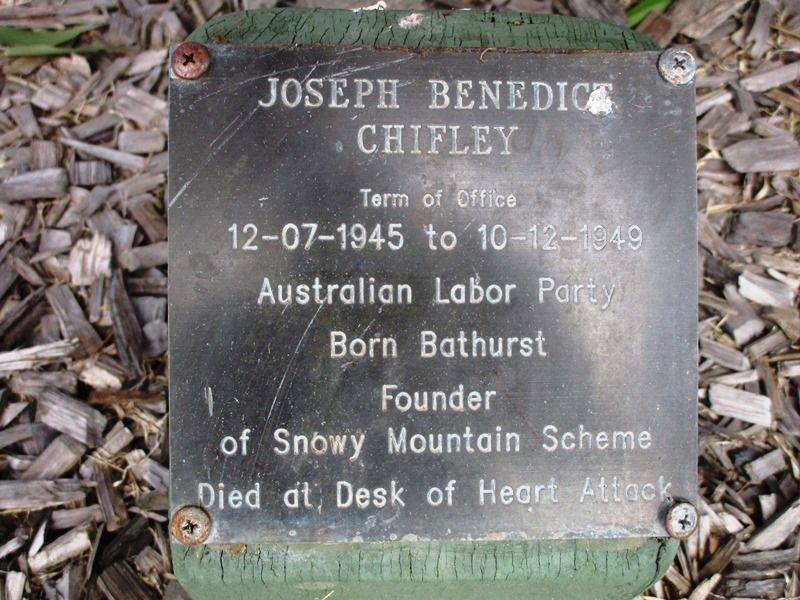 JOSEPH BENEDICT
CHIFLEY
Term of Office
12-07-1945 to 10-12-1949
Australian Labor Party
Born Bathurst
Founder
of Snowy Mountain Scheme
Died at Desk of Heart Attack